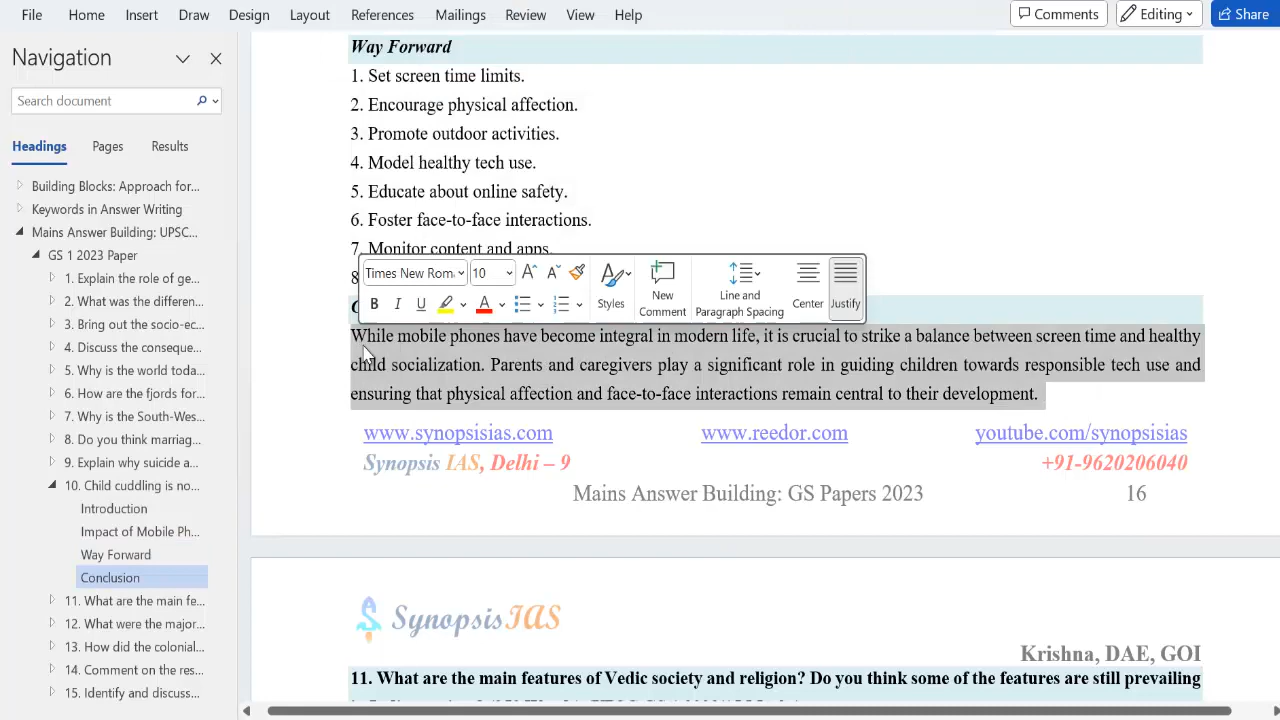 File Home Insert Draw Design Layout References Mailings Review View Help Comments Editing Share
Navigation
Search document
Headings Pages Results
Building Blocks: Approach for...
Keywords in Answer Writing
Mains Answer Building: UPSC...
GS 1 2023 Paper
1. Explain the role of ge...
2. What was the differen...
3. Bring out the socio-ec...
4. Discuss the conseque...
5. Why is the world toda...
6. How are the fjords for...
7. Why is the South-Wes...
8. Do you think marriag...
9. Explain why suicide a...
10. Child cuddling is no...
Introduction
Impact of Mobile Ph...
Way Forward
Conclusion
11. What are the main fe...
12. What were the major...
13. How did the colonial...
14. Comment on the res...
15. Identify and discuss...
Way Forward
1. Set screen time limits.
2. Encourage physical affection.
3. Promote outdoor activities.
4. Model healthy tech use.
5. Educate about online safety.
6. Foster face-to-face interactions.
7. Monitor content and apps.
8
Times New Rom 10
B I U A Styles New Comment Line and Paragraph Spacing Center Justify
While mobile phones have become integral in modern life, it is crucial to strike a balance between screen time and healthy
child socialization. Parents and caregivers play a significant role in guiding children towards responsible tech use and
ensuring that physical affection and face-to-face interactions remain central to their development.
www.synopsisias.com www.reedor.com youtube.com/synopsisias
Synopsis IAS, Delhi – 9 +91-9620206040
Mains Answer Building: GS Papers 2023 16
SynopsisIAS
Krishna, DAE, GOI
11. What are the main features of Vedic society and religion? Do you think some of the features are still prevailing